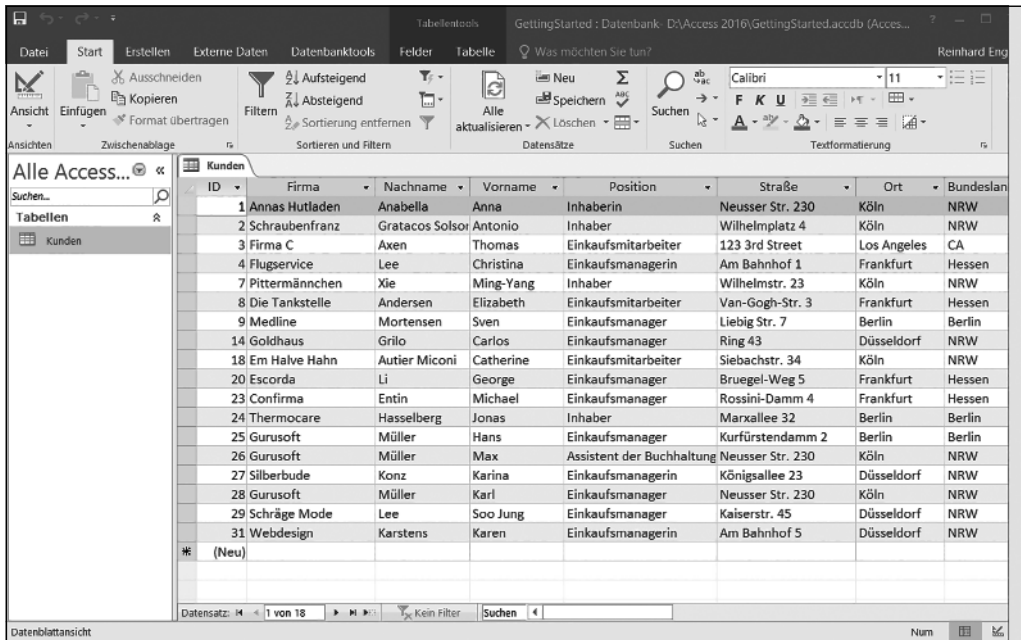 Tabellentools GettingStarted : Datenbank- D:\Access 2016\GettingStarted.accdb (Acces... ? 
Datei Start Erstellen Externe Daten Datenbanktools Felder Tabelle Was möchten Sie tun? Reinhard Eng
Ansicht
Einfügen
Ausschneiden
Kopieren
Format übertragen
Filtern
Aufsteigend
Absteigend
Sortierung entfernen
Alle
aktualisieren
Neu
Speichern
Löschen
Suchen
Calibri 11
F K U
Ansichten Zwischenablage Sortieren und Filtern Datensätze Suchen Textformatierung
Alle Access... «
Suchen...
Tabellen
Kunden
Kunden
ID Firma Nachname Vorname Position Straße Ort Bundeslan
1 Annas Hutladen Anabella Anna Inhaberin Neusser Str. 230 Köln NRW
2 Schraubenfranz Gratacos Solsor Antonio Inhaber Wilhelmplatz 4 Köln NRW
3 Firma C Axen Thomas Einkaufsmitarbeiter 123 3rd Street Los Angeles CA
4 Flugservice Lee Christina Einkaufsmanagerin Am Bahnhof 1 Frankfurt Hessen
7 Pittermännchen Xie Ming-Yang Inhaber Wilhelmstr. 23 Köln NRW
8 Die Tankstelle Andersen Elizabeth Einkaufsmitarbeiter Van-Gogh-Str. 3 Frankfurt Hessen
9 Medline Mortensen Sven Einkaufsmanager Liebig Str. 7 Berlin Berlin
14 Goldhaus Grilo Carlos Einkaufsmanager Ring 43 Düsseldorf NRW
18 Em Halve Hahn Autier Miconi Catherine Einkaufsmitarbeiter Siebachstr. 34 Köln NRW
20 Escorda Li George Einkaufsmanager Bruegel-Weg 5 Frankfurt Hessen
23 Confirma Entin Michael Einkaufsmanager Rossini-Damm 4 Frankfurt Hessen
24 Thermocare Hasselberg Jonas Inhaber Marxallee 32 Berlin Berlin
25 Gurusoft Müller Hans Einkaufsmanager Kurfürstendamm 2 Berlin Berlin
26 Gurusoft Müller Max Assistent der Buchhaltung Neusser Str. 230 Köln NRW
27 Silberbude Konz Karina Einkaufsmanagerin Königsallee 23 Düsseldorf NRW
28 Gurusoft Müller Karl Einkaufsmanager Neusser Str. 230 Köln NRW
29 Schräge Mode Lee Soo Jung Einkaufsmanager Kaiserstr. 45 Düsseldorf NRW
31 Webdesign Karstens Karen Einkaufsmanagerin Am Bahnhof 5 Düsseldorf NRW
(Neu)
Datensatz: 1 von 18 Kein Filter Suchen
Datenblattansicht Num